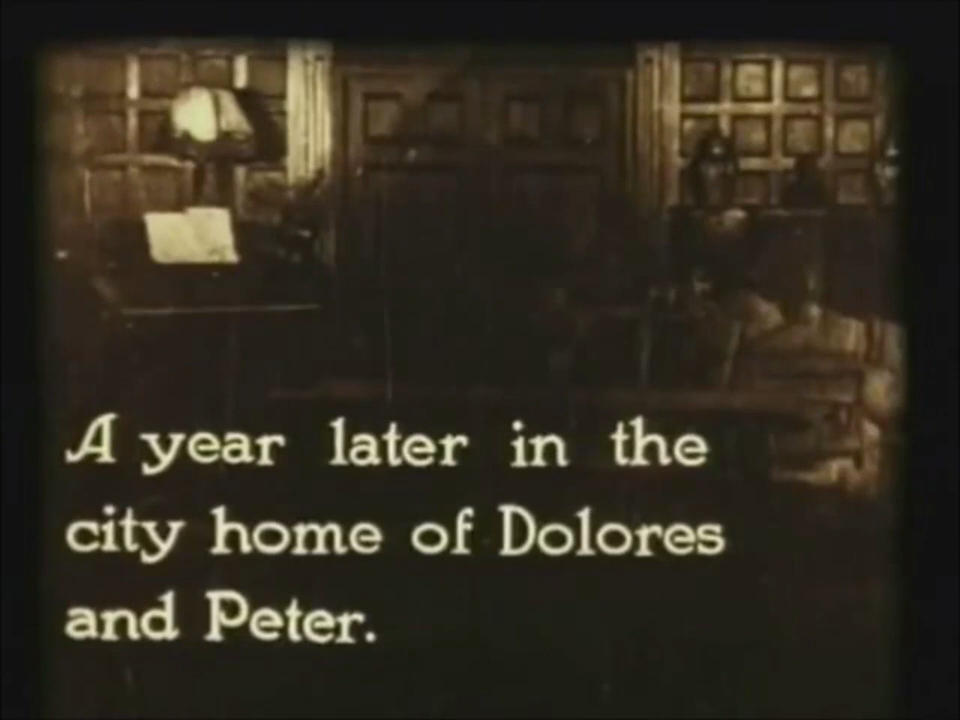 A year later in the
city home of Dolores
and Peter.